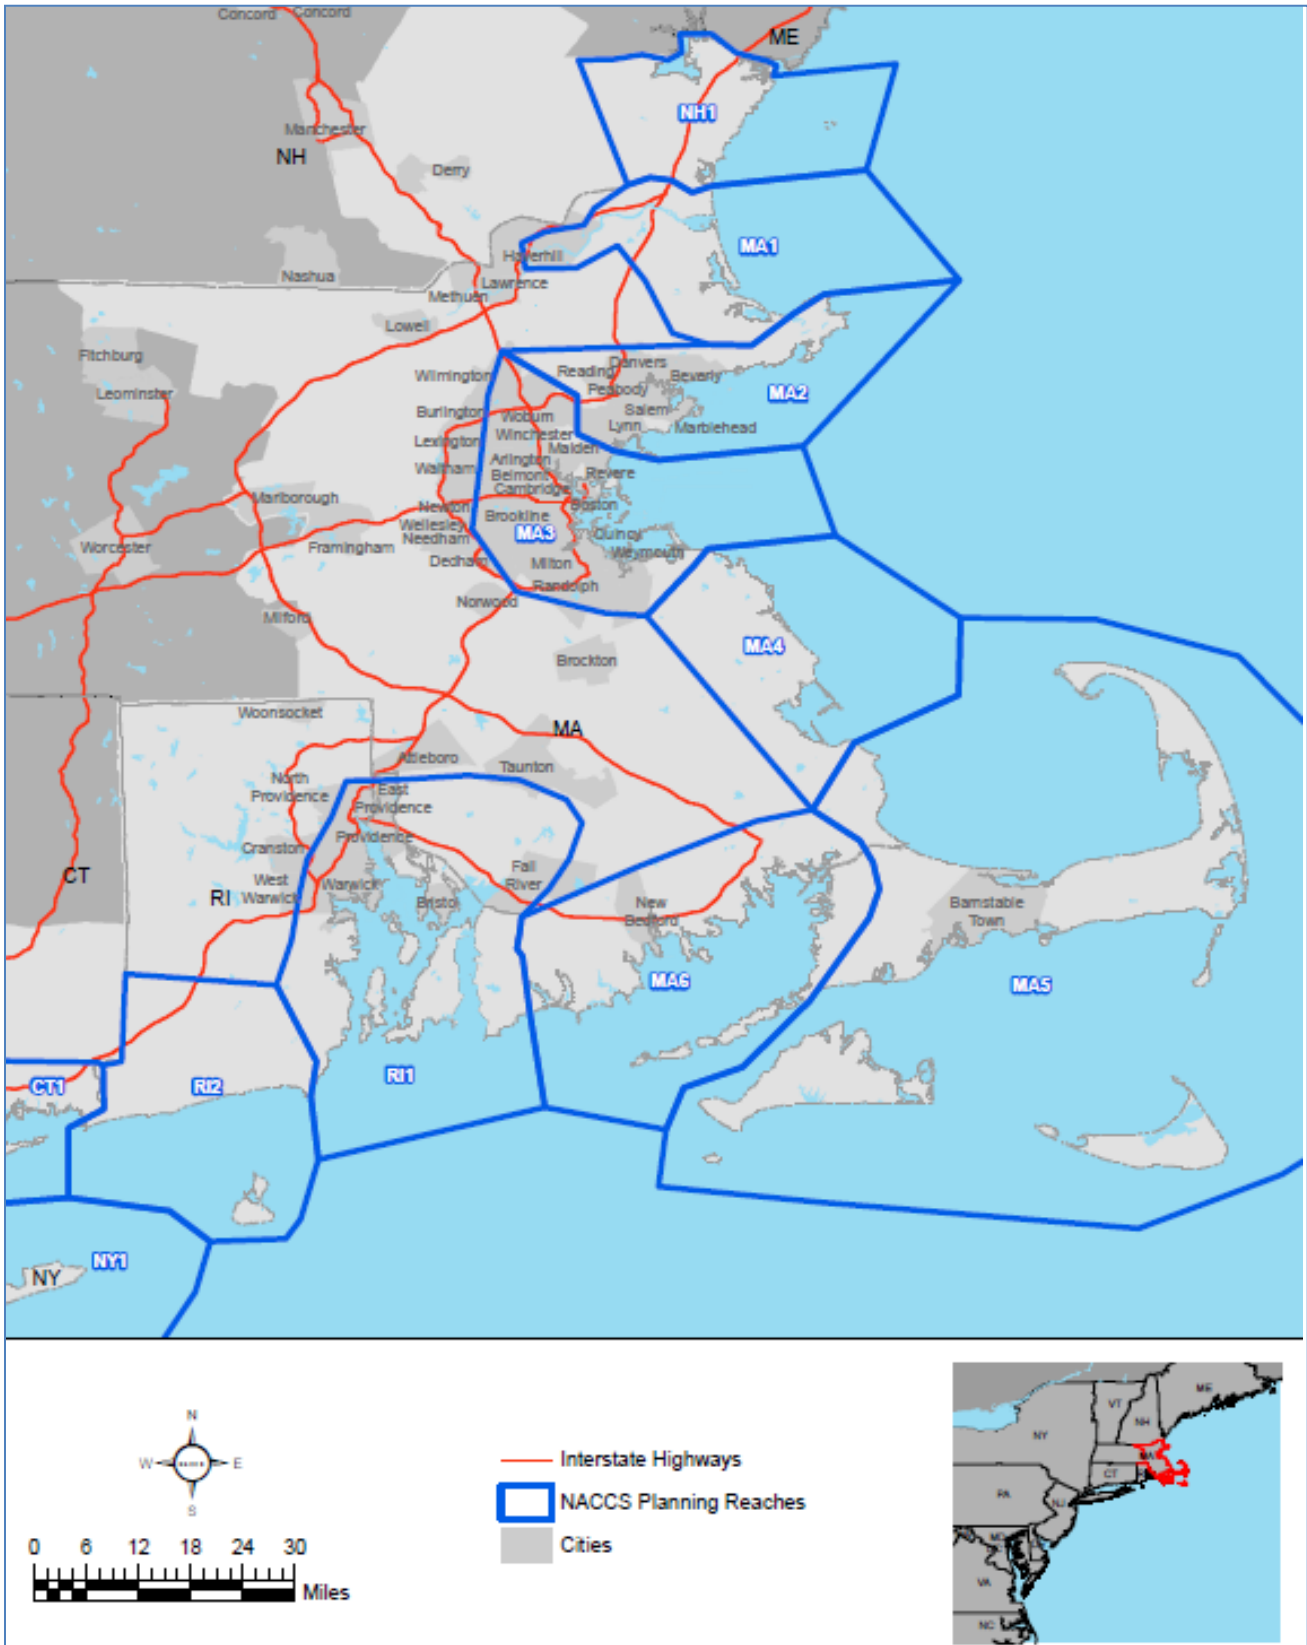 Concord Concord
ME
NH1
Manchester
NH
Derry
MA1
Haverhill
Nashua
Lawrence
Methuen
Lowell
Fitchburg
Danvers
Reading
Wilmington
Beverly
Peabody
Leominster
MA2
Burlington
Woburn
Salem
Lynn
Marblehead
Winchester
Lexington
Malden
Arlington
Waltham
Belmont
Revere
Cambridge
Marlborough
Newton
Boston
Brookline
Wellesley
MA3
Quincy
Needham
Worcester
Framingham
Weymouth
Dedham
Milton
Randolph
Norwood
Milford
MA4
Brockton
Woonsocket
MA
Attleboro
Taunton
North
Providence
East
Providence
Providence
Cranston
Fall
River
CT
West
Warwick
Warwick
RI
Bristol
New
Bedford
Barnstable
Town
MA6
MA5
CT1
RI2
RI1
NY1
NY
N
W
E
S
0 6 12 18 24 30
Miles
Interstate Highways
NACCS Planning Reaches
Cities
ME
VT
NH
NY
MA
CT
PA
NJ
MD
VA
NC